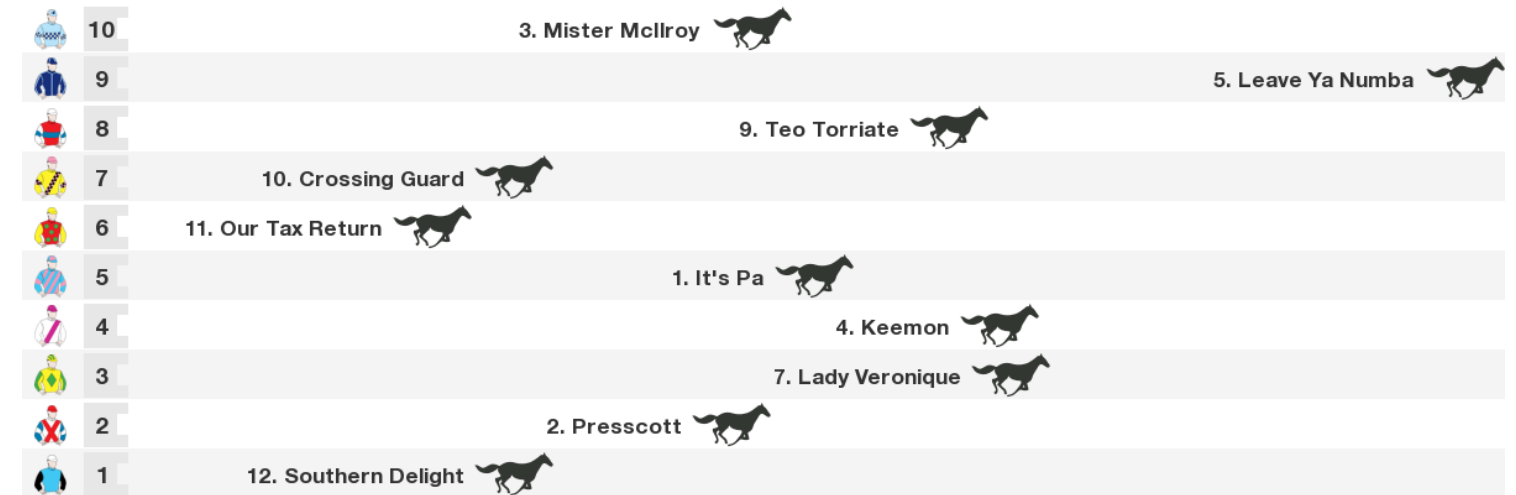 10 3. Mister McIlroy
9 5. Leave Ya Numba
8 9. Teo Torriate
7 10. Crossing Guard
6 11. Our Tax Return
5 1. It's Pa
4 4. Keemon
3 7. Lady Veronique
2 2. Presscott
1 12. Southern Delight